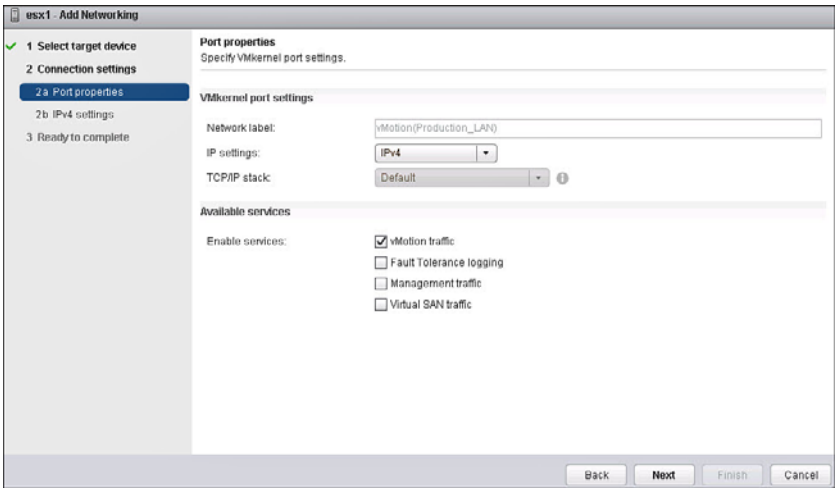 esx1 - Add Networking
1 Select target device
2 Connection settings
2a Port properties
2b IPv4 settings
3 Ready to complete
Port properties
Specify VMkernel port settings.
VMkernel port settings
Network label: vMotion(Production_LAN)
IP settings: IPv4
TCP/IP stack: Default
Available services
Enable services: vMotion traffic
Fault Tolerance logging
Management traffic
Virtual SAN traffic
Back Next Finish Cancel